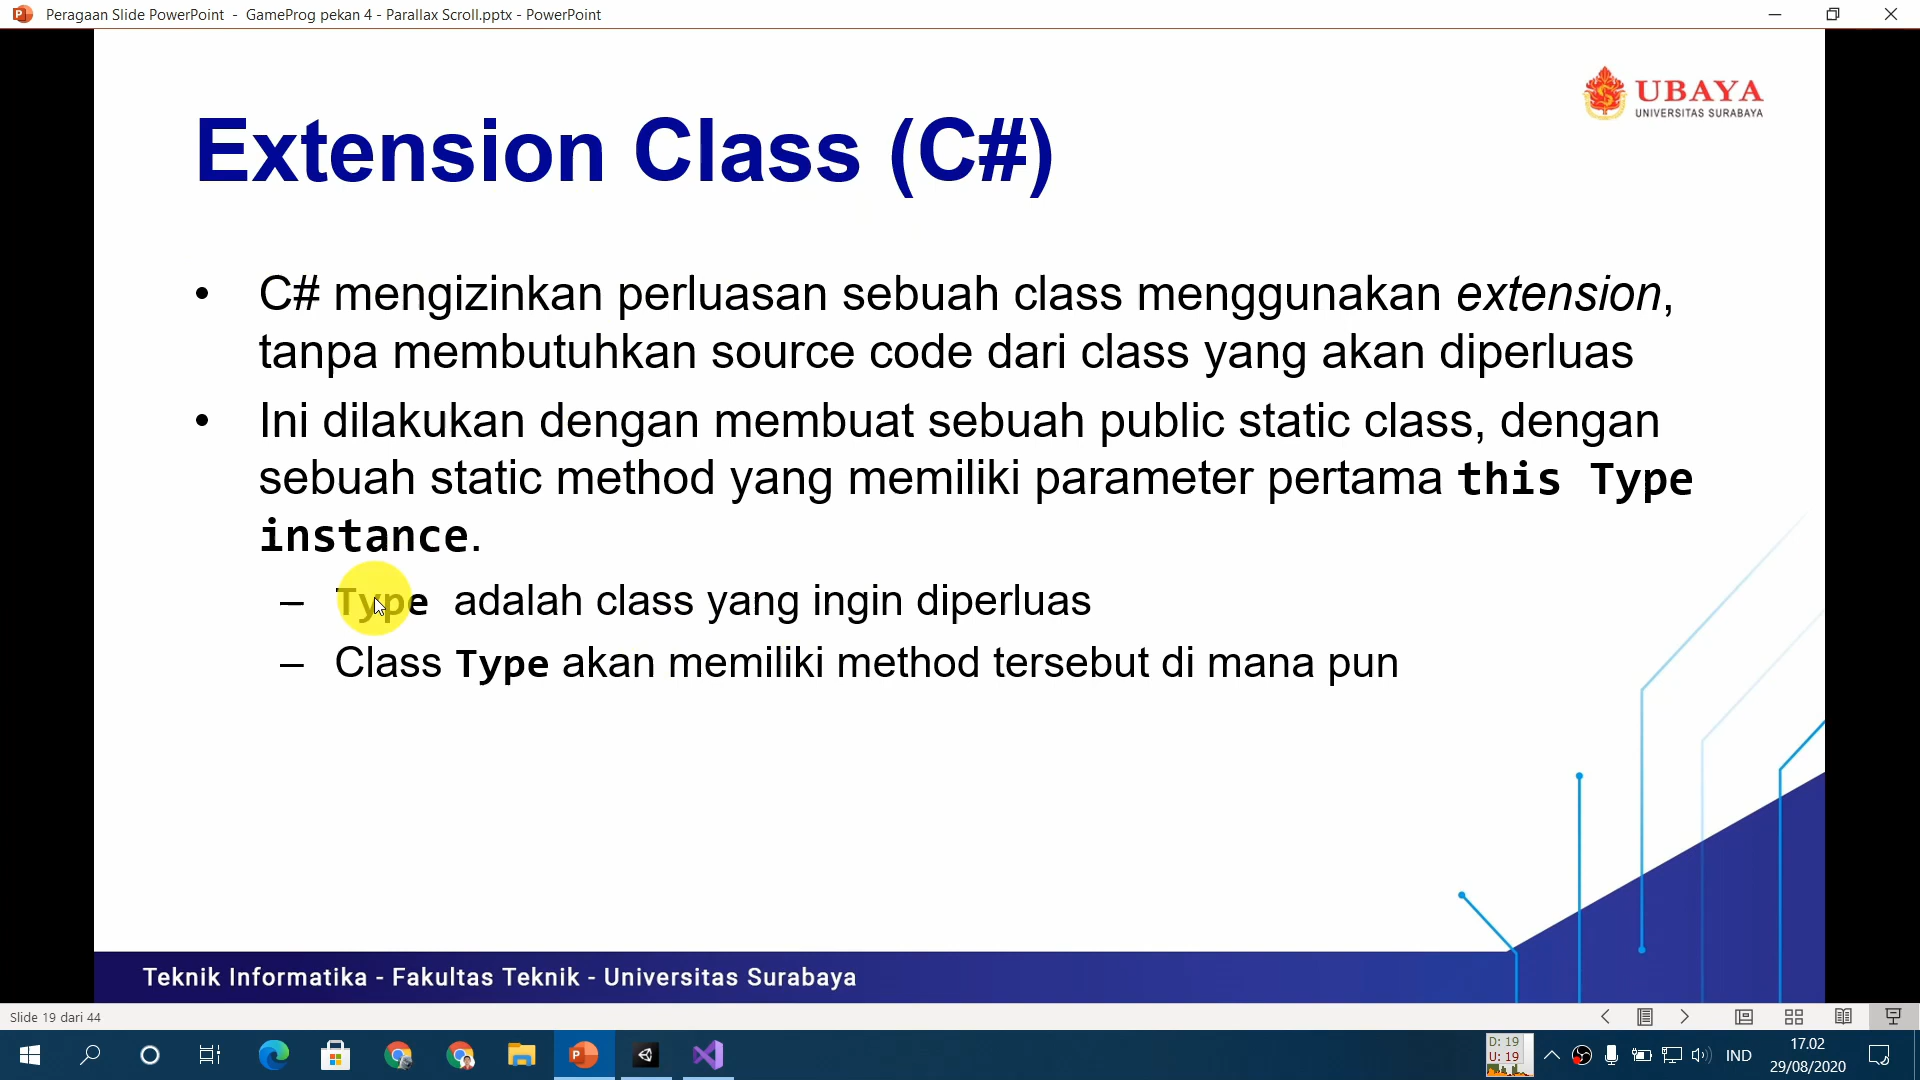 Peragaan Slide PowerPoint - GameProg pekan 4 - Parallax Scroll.pptx - PowerPoint
UBAYA
UNIVERSITAS SURABAYA
Extension Class (C#)
• C# mengizinkan perluasan sebuah class menggunakan extension,
tanpa membutuhkan source code dari class yang akan diperluas
• Ini dilakukan dengan membuat sebuah public static class, dengan
sebuah static method yang memiliki parameter pertama this Type
instance.
– Type adalah class yang ingin diperluas
– Class Type akan memiliki method tersebut di mana pun
Teknik Informatika - Fakultas Teknik - Universitas Surabaya
Slide 19 dari 44
D: 19
U: 19
IND
17.02
29/08/2020